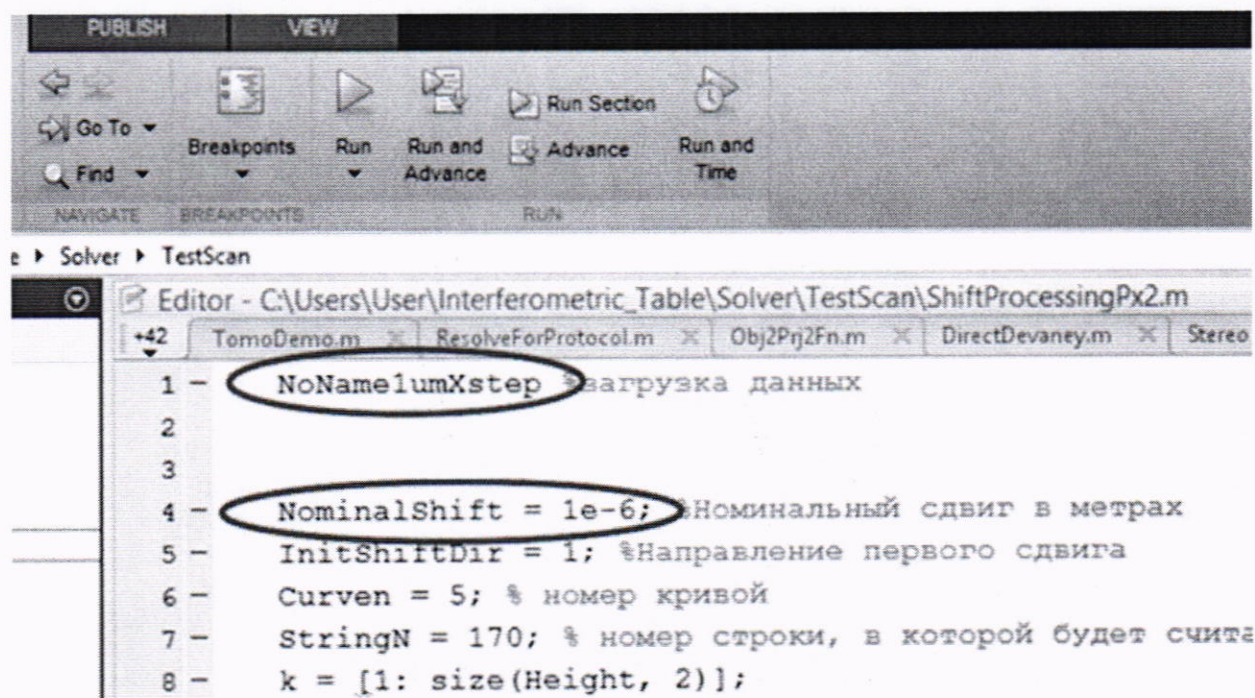 PUBLISH VIEW
Go To
Find
Breakpoints
Run
Run and Advance
Run Section
Advance
Run and Time
NAVIGATE BREAKPOINTS RUN
e ▸ Solver ▸ TestScan
Editor - C:\Users\User\Interferometric_Table\Solver\TestScan\ShiftProcessingPx2.m
+42 TomoDemo.m ResolveForProtocol.m Obj2Prj2Fn.m DirectDevaney.m Stereo
1 - NoName1umXstep %загрузка данных
2
3
4 - NominalShift = 1e-6; %Номинальный сдвиг в метрах
5 - InitShiftDir = 1; %Направление первого сдвига
6 - Curven = 5; % номер кривой
7 - StringN = 170; % номер строки, в которой будет счита
8 - k = [1: size(Height, 2)];